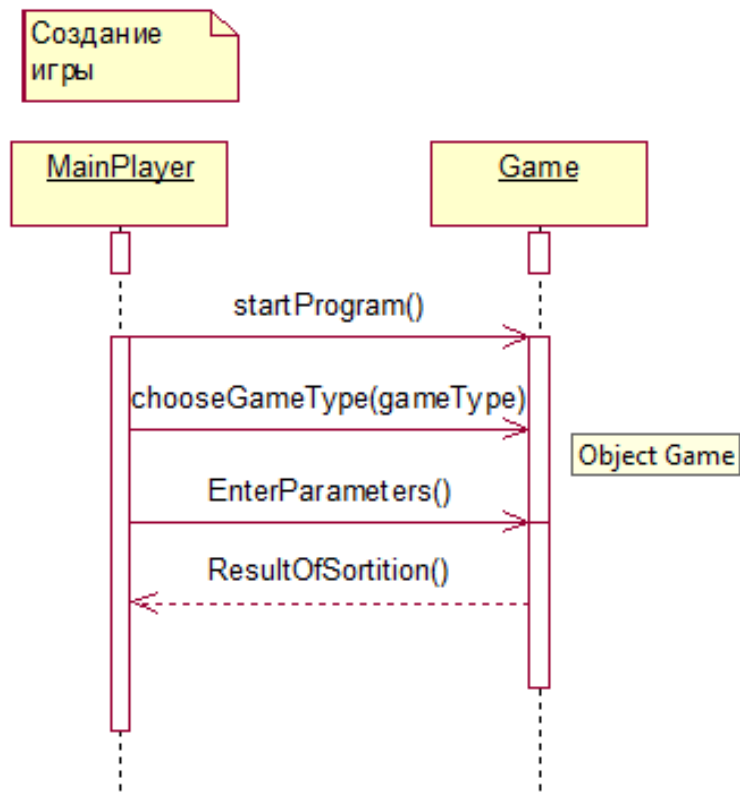 Создание
игры
MainPlayer
Game
startProgram()
chooseGameType(gameType)
Object Game
EnterParameters()
ResultOfSortition()